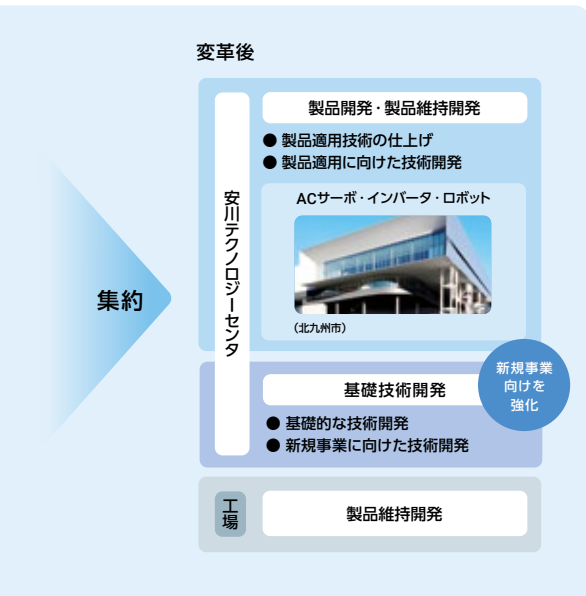 変革後
集約
安川テクノロジーセンタ
製品開発・製品維持開発
● 製品適用技術の仕上げ
● 製品適用に向けた技術開発
ACサーボ・インバータ・ロボット
(北九州市)
新規事業
向けを
強化
基礎技術開発
● 基礎的な技術開発
● 新規事業に向けた技術開発
工場
製品維持開発